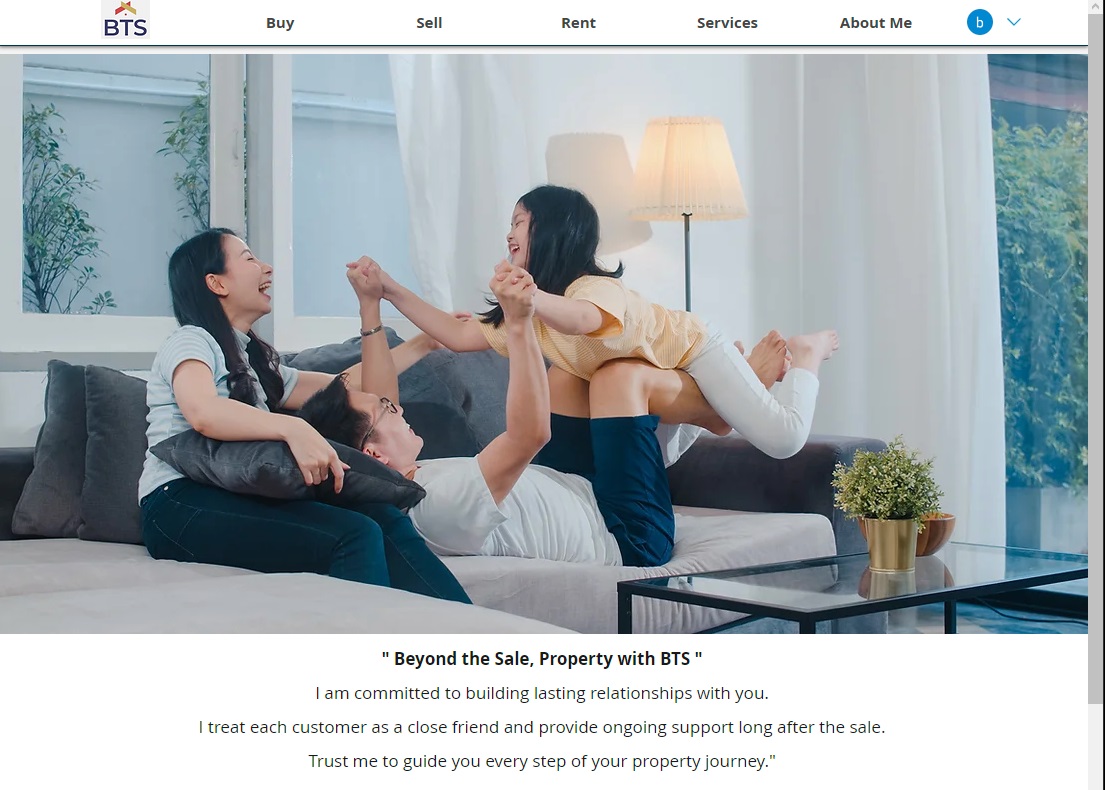 BTS
Buy Sell Rent Services About Me b
" Beyond the Sale, Property with BTS "
I am committed to building lasting relationships with you.
I treat each customer as a close friend and provide ongoing support long after the sale.
Trust me to guide you every step of your property journey."